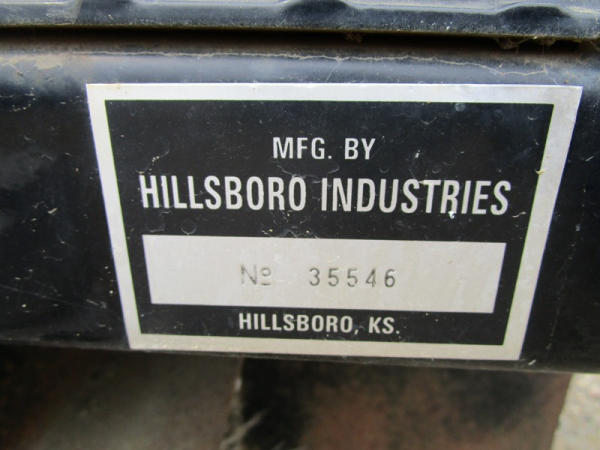 MFG. BY
HILLSBORO INDUSTRIES
Nº 35546
HILLSBORO, KS.